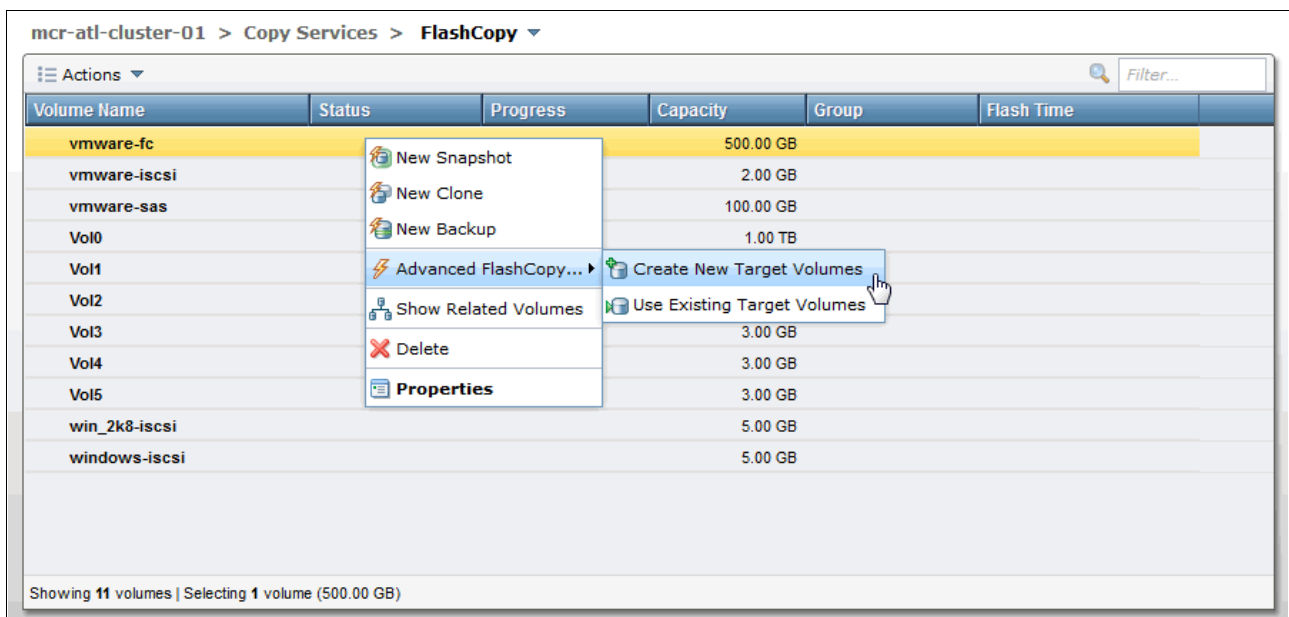 mcr-atl-cluster-01 > Copy Services > FlashCopy
Actions Filter...
Volume Name Status Progress Capacity Group Flash Time
vmware-fc 500.00 GB
New Snapshot
vmware-iscsi 2.00 GB
New Clone
vmware-sas 100.00 GB
New Backup
Vol0 1.00 TB
Vol1 Advanced FlashCopy... Create New Target Volumes
Vol2 Show Related Volumes Use Existing Target Volumes
Vol3 3.00 GB
Delete
Vol4 3.00 GB
Vol5 Properties 3.00 GB
win_2k8-iscsi 5.00 GB
windows-iscsi 5.00 GB
Showing 11 volumes | Selecting 1 volume (500.00 GB)